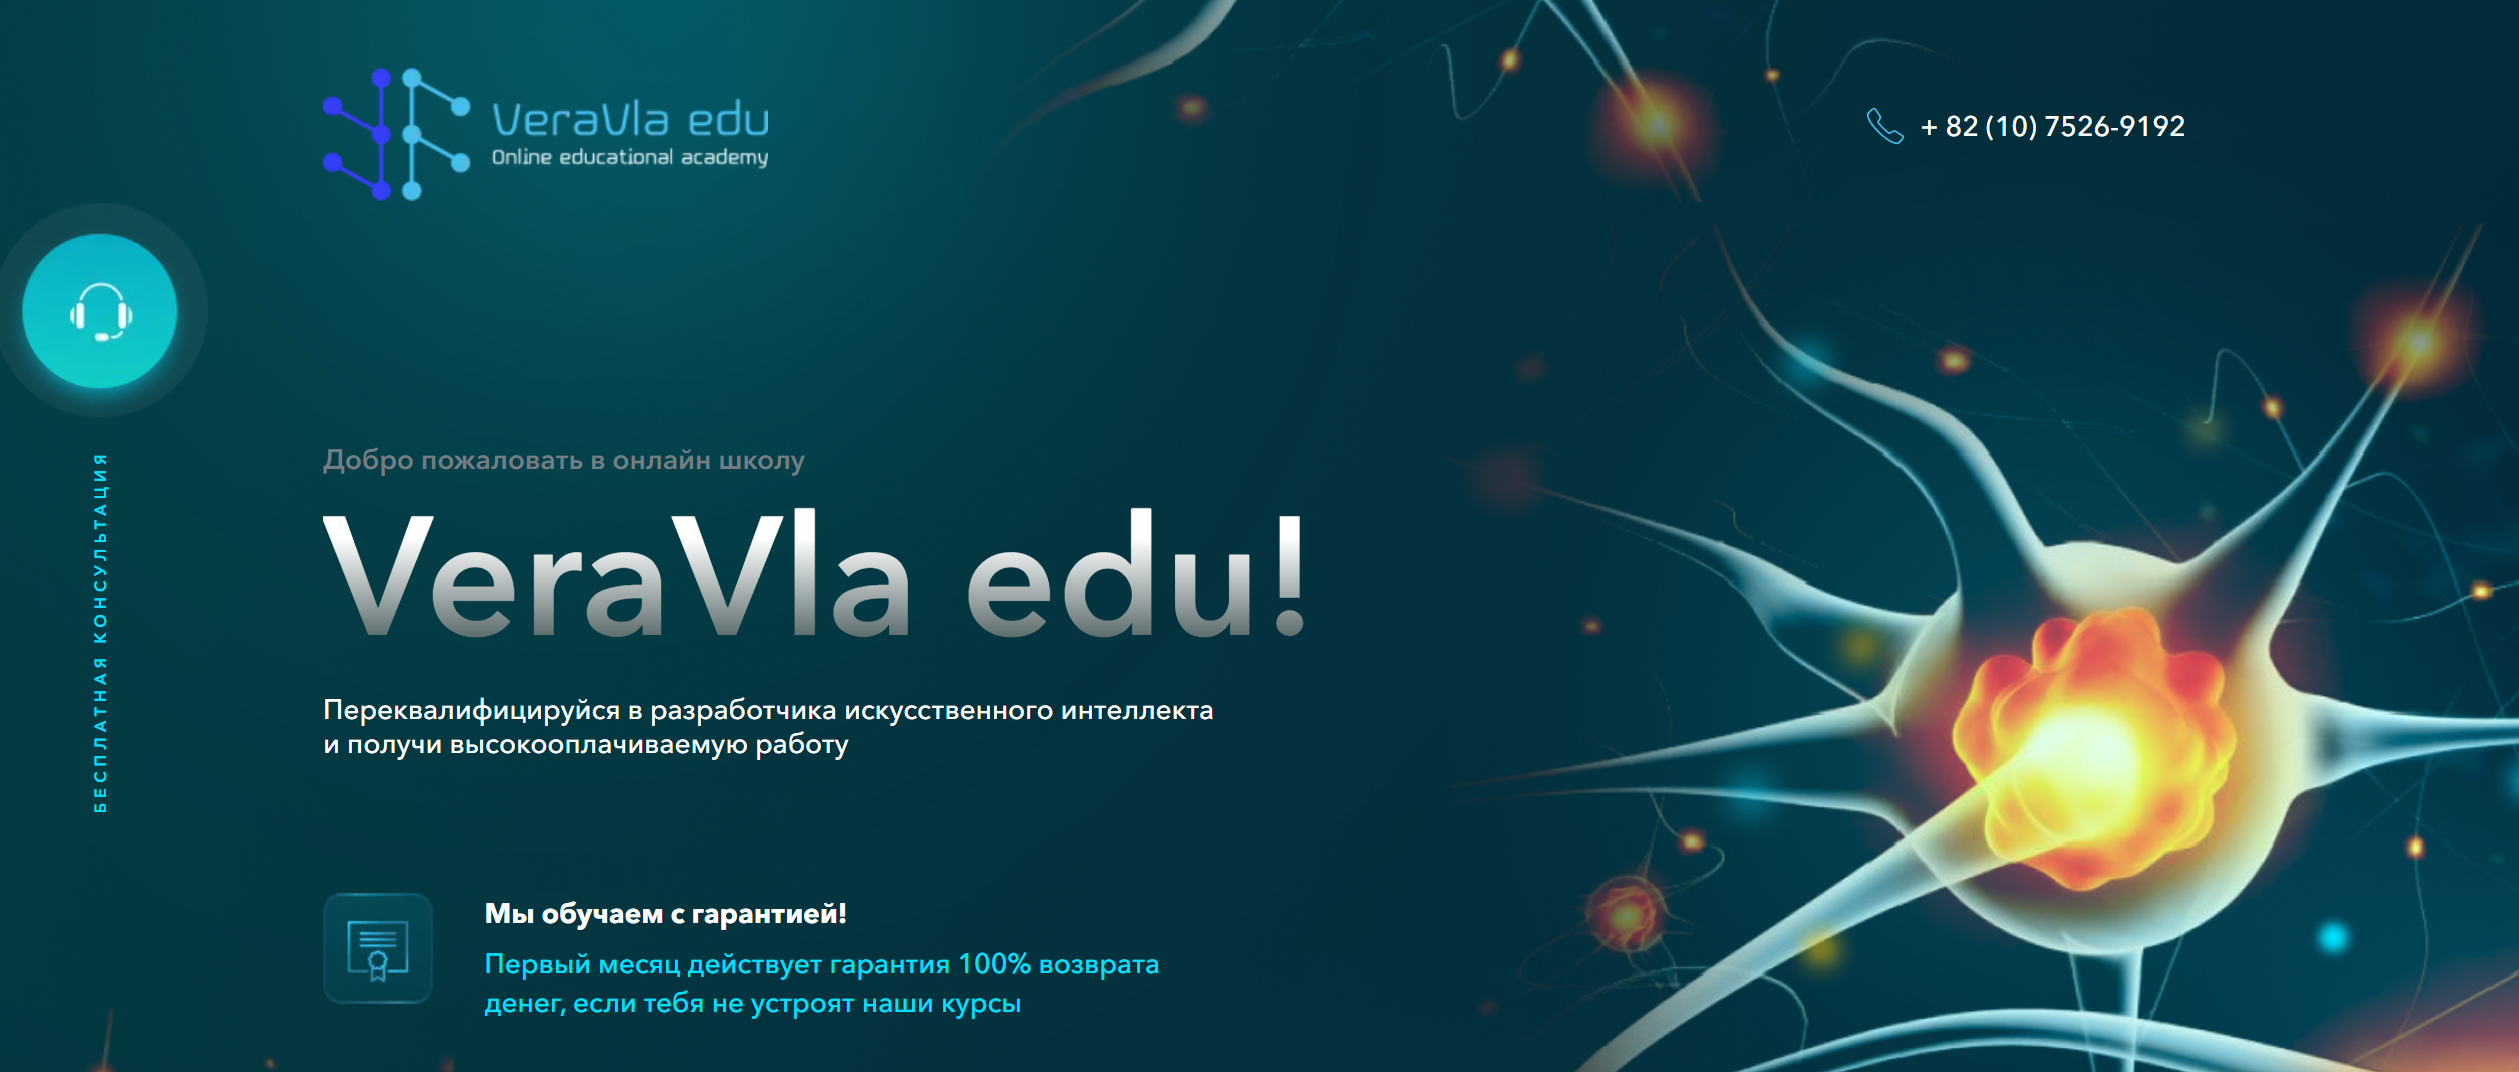 VeraVla edu
Online educational academy
+ 82 (10) 7526-9192
БЕСПЛАТНАЯ КОНСУЛЬТАЦИЯ
Добро пожаловать в онлайн школу
VeraVla edu!
Переквалифицируйся в разработчика искусственного интеллекта
и получи высокооплачиваемую работу
Мы обучаем с гарантией!
Первый месяц действует гарантия 100% возврата
денег, если тебя не устроят наши курсы